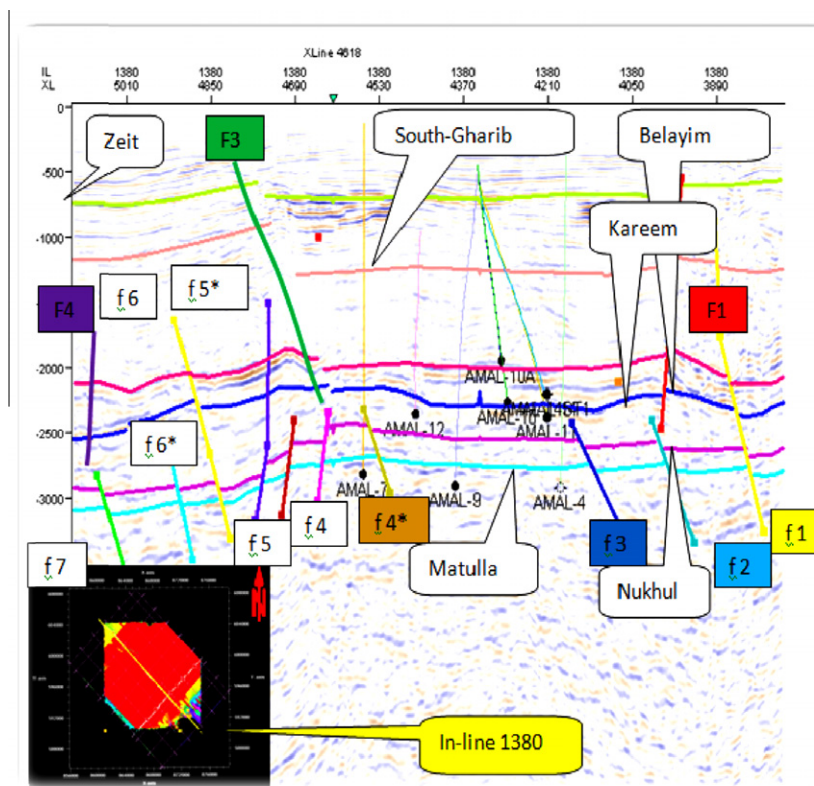 XLine 4618
IL 1380 1380 1380 1380 1380 1380 1380 1380
XL 5010 4850 4690 4530 4370 4210 4050 3890
0
-500
-1000
-2000
-2500
-3000
Zeit
F3
South-Gharib
Belayim
Kareem
F4
f6
f5*
F1
AMAL-10A
AMAL-12
f6*
AMAL-7
AMAL-9
AMAL-4
f7
f5
f4
f4*
Matulla
f3
Nukhul
f2
f1
N
In-line 1380